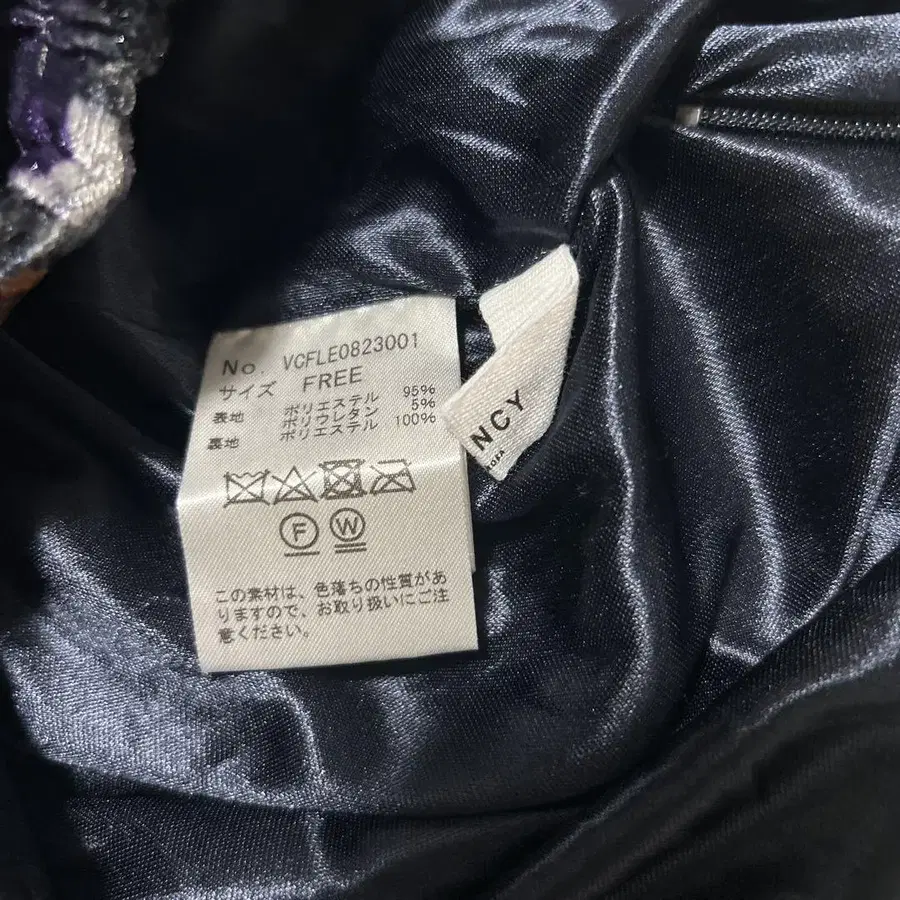 No. VCFLE0823001
サイズ FREE
表地 ポリエステル 95%
ポリウレタン 5%
裏地 ポリエステル 100%
F W
この素材は、色落ちの性質があ
りますので、お取り扱いにご注
意ください。
NCY